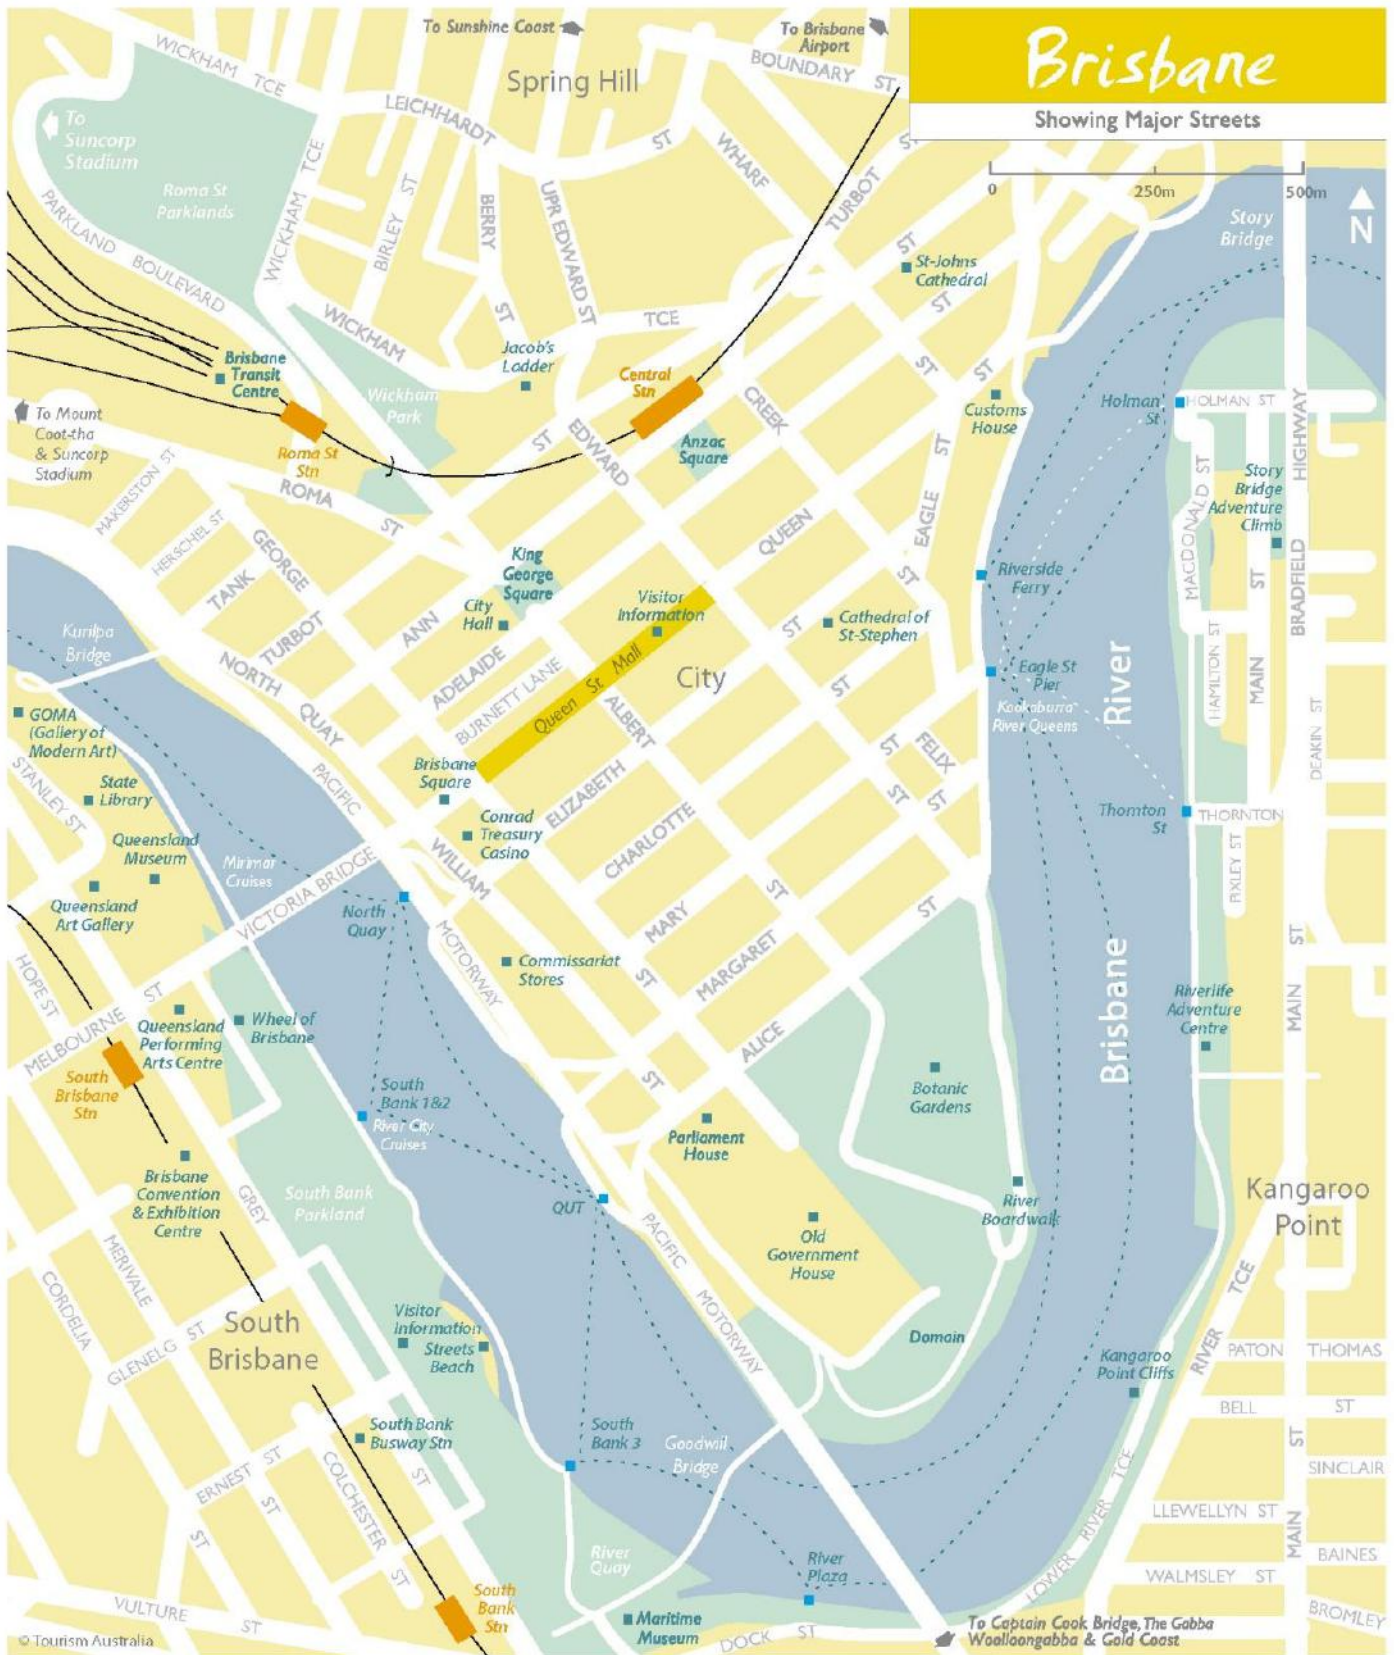 Brisbane
Showing Major Streets
0
250m
500m
N
To Sunshine Coast
To Brisbane
Airport
BOUNDARY ST
Spring Hill
WICKHAM TCE
LEICHHARDT
ST
WHARF
ST
TURBOT
ST
ST
ST
ST
To
Suncorp
Stadium
Roma St
Parklands
WICKHAM TCE
BIRLEY ST
BERRY
ST
UPR EDWARD ST
PARKLAND BOULEVARD
WICKHAM
TCE
St-Johns
Cathedral
Story
Bridge
Brisbane
Transit
Centre
Jacob's
Ladder
Central
Stn
Wickham
Park
CREEK
Customs
House
Holman
St
HOLMAN ST
HIGHWAY
To Mount
Coot-tha
& Suncorp
Stadium
Roma St
Stn
ROMA
ST
ST
EDWARD
Anzac
Square
EAGLE ST
MAKERSTON ST
HERSCHEL ST
GEORGE
TANK
TURBOT
ANN
QUEEN
MACDONALD ST
Story
Bridge
Adventure
Climb
King
George
Square
City
Hall
Visitor
Information
ST
Cathedral of
St-Stephen
ST
Riverside
Ferry
BRADFIELD
Kurilpa
Bridge
NORTH
QUAY
ADELAIDE
BURNETT LANE
Queen St Mall
City
ST
Eagle St
Pier
Kookaburra
River Queens
River
HAMILTON ST
MAIN ST
DEAKIN ST
GOMA
(Gallery of
Modern Art)
STANLEY ST
State
Library
Queensland
Museum
Queensland
Art Gallery
PACIFIC
Brisbane
Square
Conrad
Treasury
Casino
ALBERT
ELIZABETH
CHARLOTTE
ST
FELIX
ST
ST
Thornton
St
THORNTON
RXLEY ST
Mirimar
Cruises
VICTORIA BRIDGE
WILLIAM
North
Quay
MOTORWAY
Commissariat
Stores
MARY
MARGARET
ALICE
ST
ST
ST
ST
Brisbane
MAIN ST
HOPE ST
MELBOURNE ST
Queensland
Performing
Arts Centre
Wheel of
Brisbane
South
Brisbane
Stn
South
Bank 1&2
River City
Cruises
Riverlife
Adventure
Centre
Botanic
Gardens
Parliament
House
Brisbane
Convention
& Exhibition
Centre
GREY
South Bank
Parkland
QUT
PACIFIC MOTORWAY
River
Boardwalk
Old
Government
House
Kangaroo
Point
MERIVALE
CORDELIA
GLENELG ST
South
Brisbane
Visitor
Information
Streets
Beach
Domain
RIVER TCE
Kangaroo
Point Cliffs
PATON
THOMAS
BELL
ST
South Bank
Busway Stn
South
Bank 3
Goodwil
Bridge
ERNEST ST
COLCHESTER
ST
ST
ST
ST
ST
MAIN
SINCLAIR
LLEWELLYN ST
LOWER RIVER TCE
BAINES
WALMSLEY ST
BROMLEY
River
Quay
River
Plaza
South
Bank
Stn
Maritime
Museum
DOCK ST
VULTURE ST
To Captain Cook Bridge, The Gabba
Woolloongabba & Gold Coast
© Tourism Australia